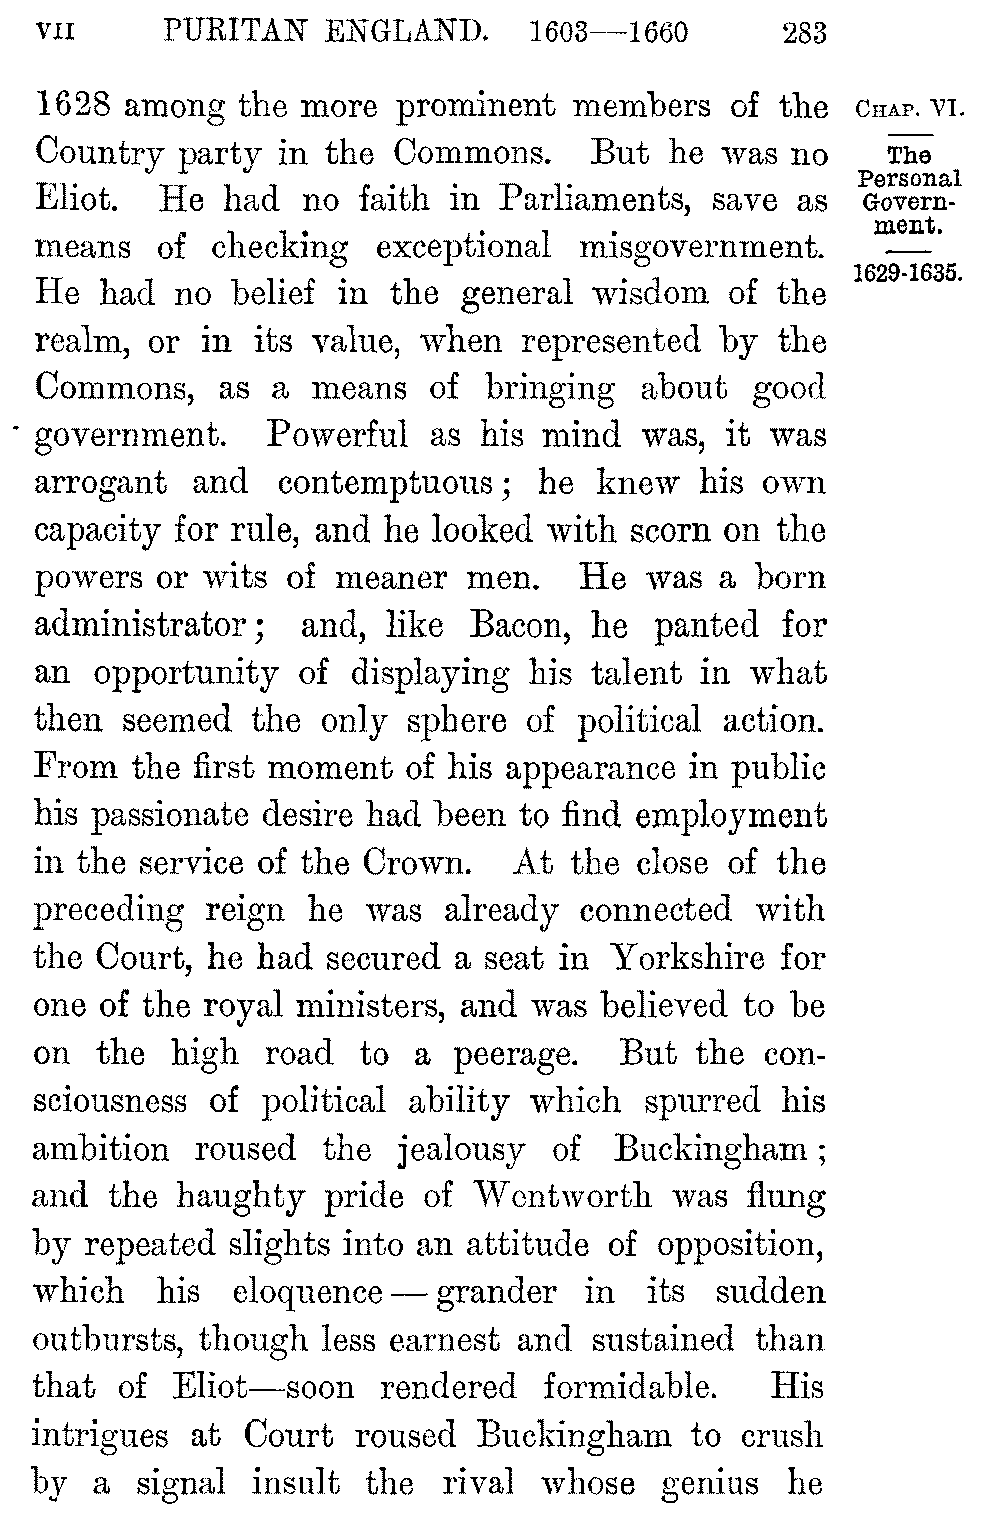 VII PURITAN ENGLAND. 1603—1660 283
1628 among the more prominent members of the
Country party in the Commons. But he was no
Eliot. He had no faith in Parliaments, save as
means of checking exceptional misgovernment.
He had no belief in the general wisdom of the
realm, or in its value, when represented by the
Commons, as a means of bringing about good
government. Powerful as his mind was, it was
arrogant and contemptuous; he knew his own
capacity for rule, and he looked with scorn on the
powers or wits of meaner men. He was a born
administrator; and, like Bacon, he panted for
an opportunity of displaying his talent in what
then seemed the only sphere of political action.
From the first moment of his appearance in public
his passionate desire had been to find employment
in the service of the Crown. At the close of the
preceding reign he was already connected with
the Court, he had secured a seat in Yorkshire for
one of the royal ministers, and was believed to be
on the high road to a peerage. But the con-
sciousness of political ability which spurred his
ambition roused the jealousy of Buckingham;
and the haughty pride of Wentworth was flung
by repeated slights into an attitude of opposition,
which his eloquence—grander in its sudden
outbursts, though less earnest and sustained than
that of Eliot—soon rendered formidable. His
intrigues at Court roused Buckingham to crush
by a signal insult the rival whose genius he
CHAP. VI.
The
Personal
Govern-
ment.
1629-1635.